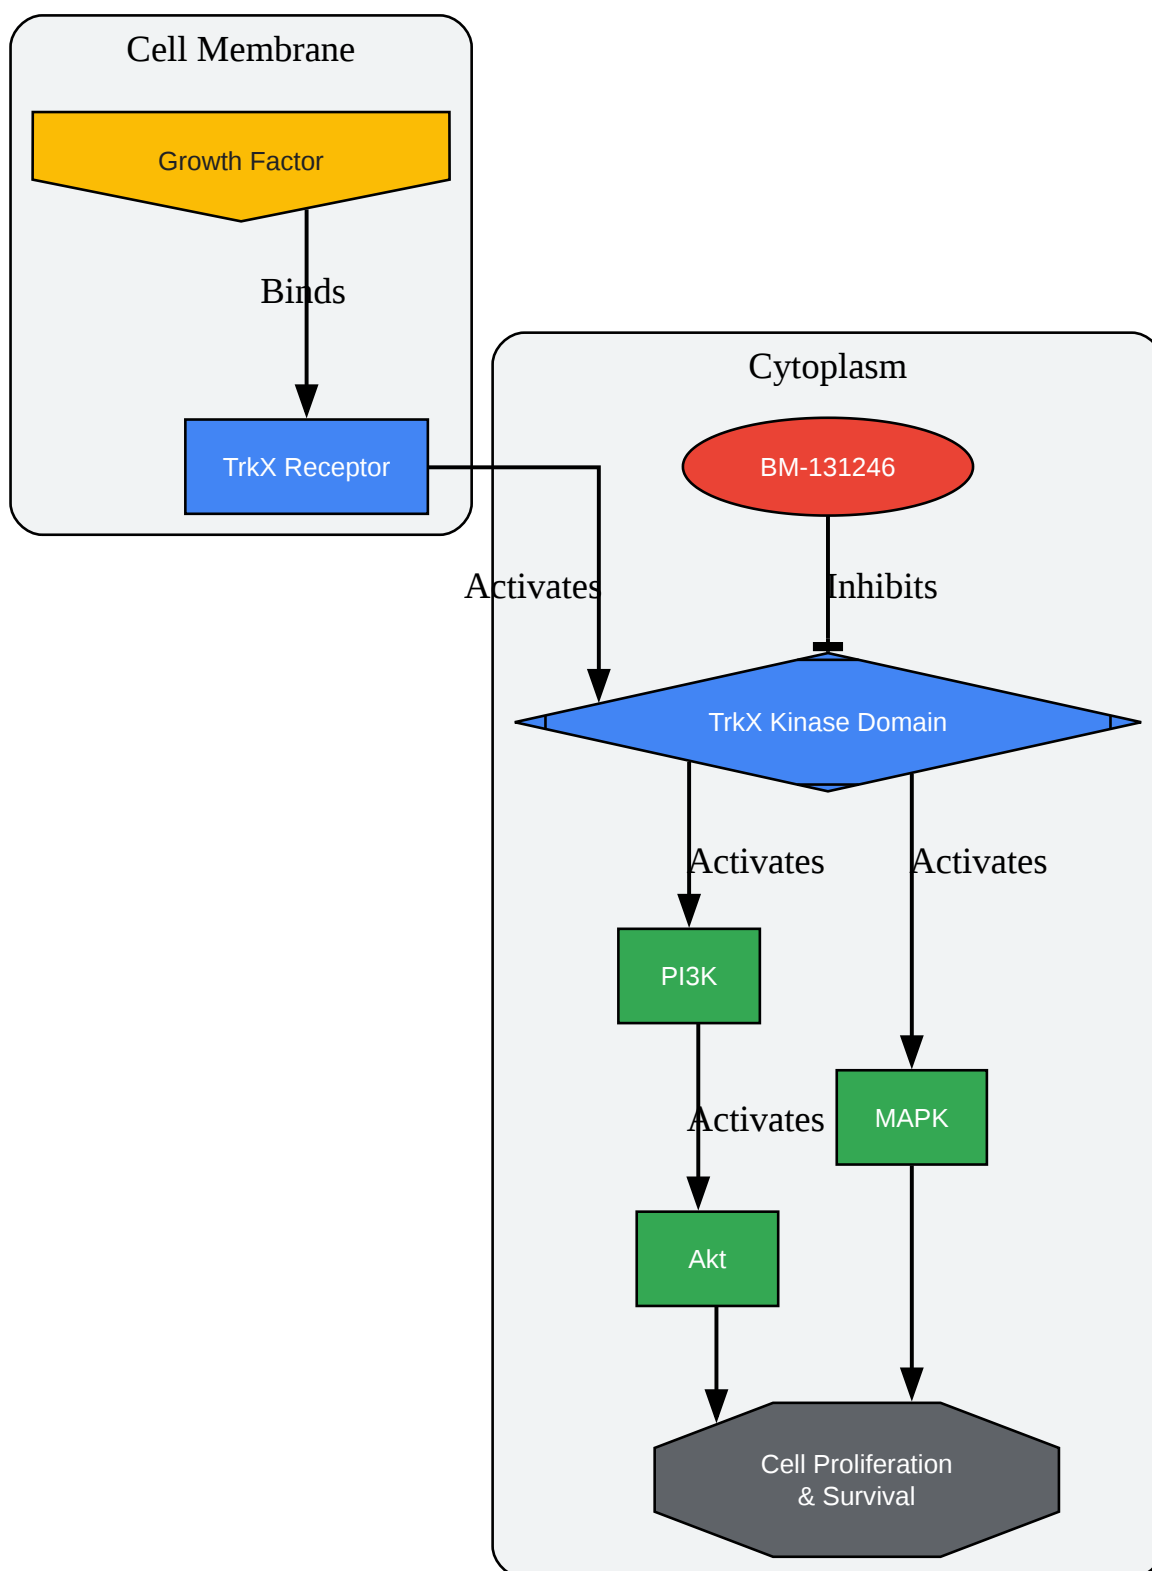 Cell Membrane
Growth Factor
Binds
Cytoplasm
TrkX Receptor
BM-131246
Activates
Inhibits
TrkX Kinase Domain
Activates
Activates
PI3K
Activates
MAPK
Akt
Cell Proliferation
& Survival